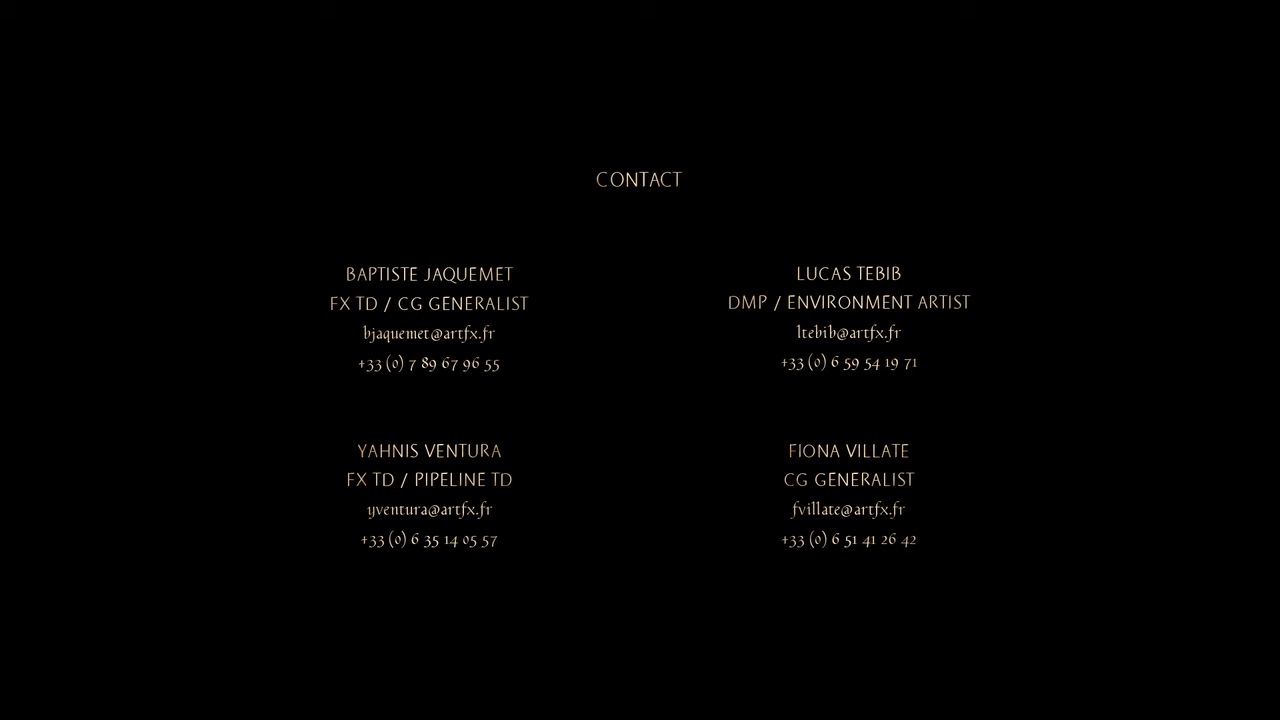 CONTACT
BAPTISTE JAQUEMET
FX TD / CG GENERALIST
bjaquemet@artfx.fr
+33 (0) 7 89 67 96 55
LUCAS TEBIB
DMP / ENVIRONMENT ARTIST
ltebib@artfx.fr
+33 (0) 6 59 54 19 71
YAHNIS VENTURA
FX TD / PIPELINE TD
yventura@artfx.fr
+33 (0) 6 35 14 05 57
FIONA VILLATE
CG GENERALIST
fvillate@artfx.fr
+33 (0) 6 51 41 26 42